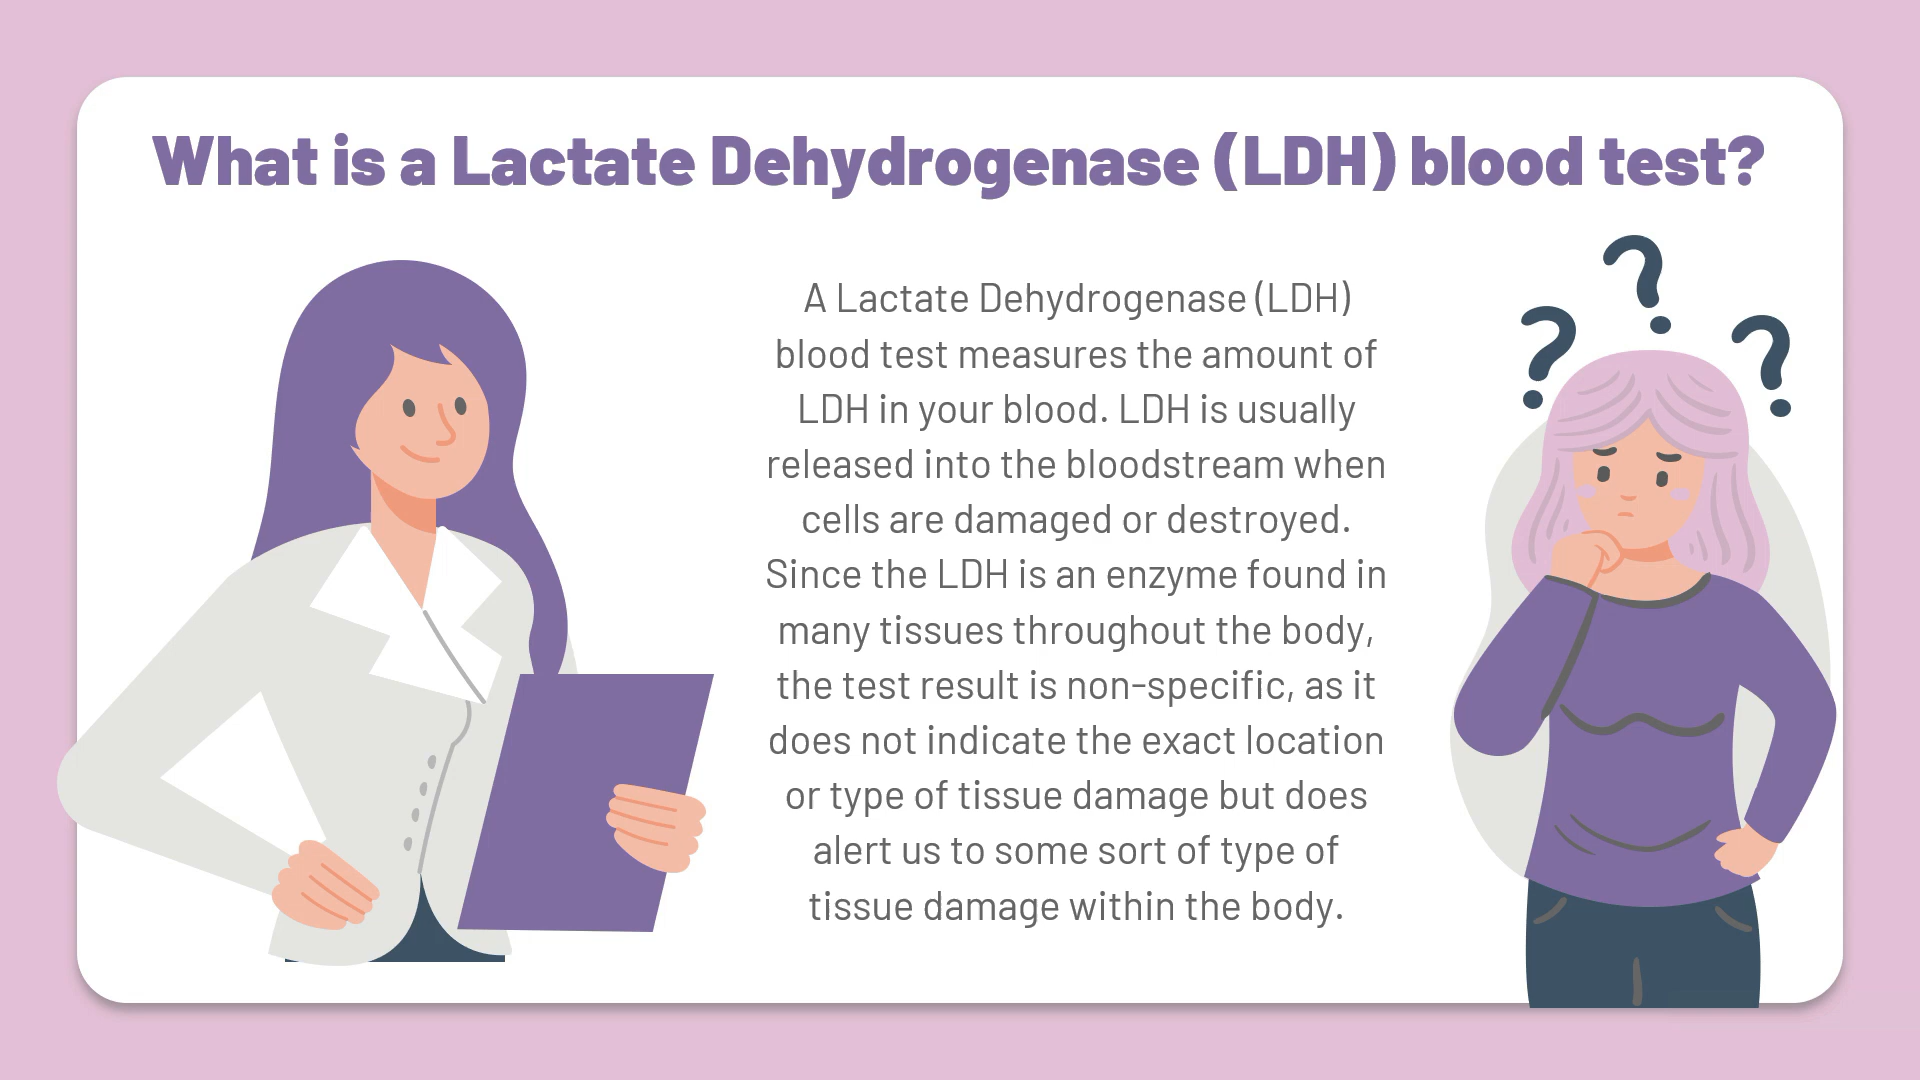 What is a Lactate Dehydrogenase (LDH) blood test?
A Lactate Dehydrogenase (LDH)
blood test measures the amount of
LDH in your blood. LDH is usually
released into the bloodstream when
cells are damaged or destroyed.
Since the LDH is an enzyme found in
many tissues throughout the body,
the test result is non-specific, as it
does not indicate the exact location
or type of tissue damage but does
alert us to some sort of type of
tissue damage within the body.
? ? ?